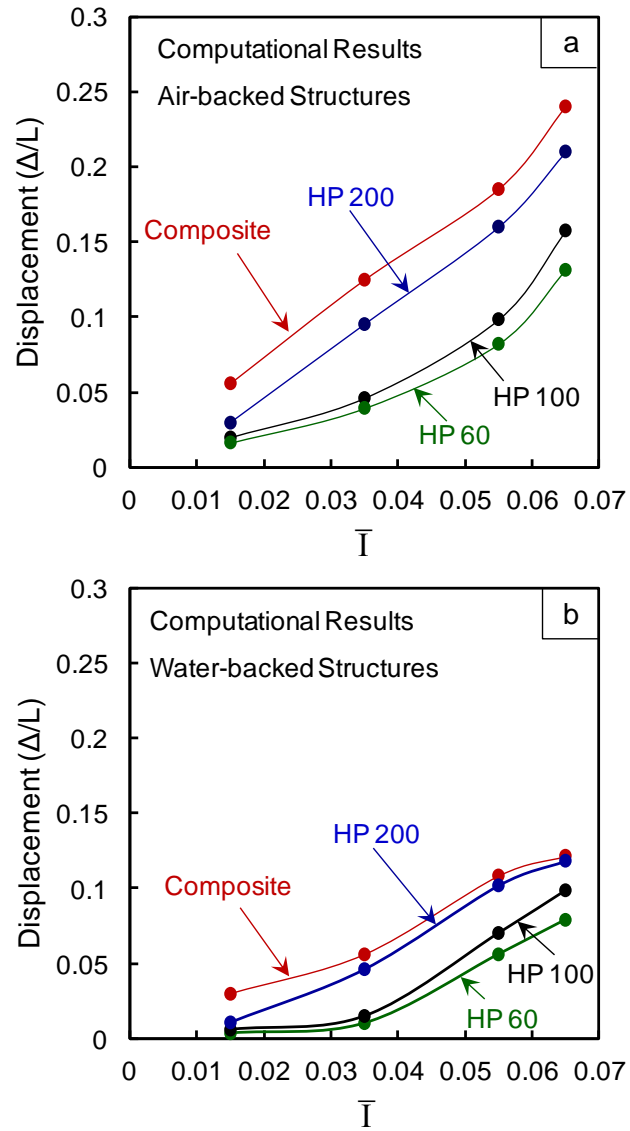 0.3
Computational Results
a
0.25
Air-backed Structures
0.2
HP 200
Composite
0.15
0.1
HP 100
0.05
HP 60
0
0 0.01 0.02 0.03 0.04 0.05 0.06 0.07
Displacement (Δ/L)
Ī
0.3
Computational Results
b
0.25
Water-backed Structures
0.2
0.15
HP 200
Composite
0.1
0.05
HP 100
HP 60
0
0 0.01 0.02 0.03 0.04 0.05 0.06 0.07
Displacement (Δ/L)
Ī